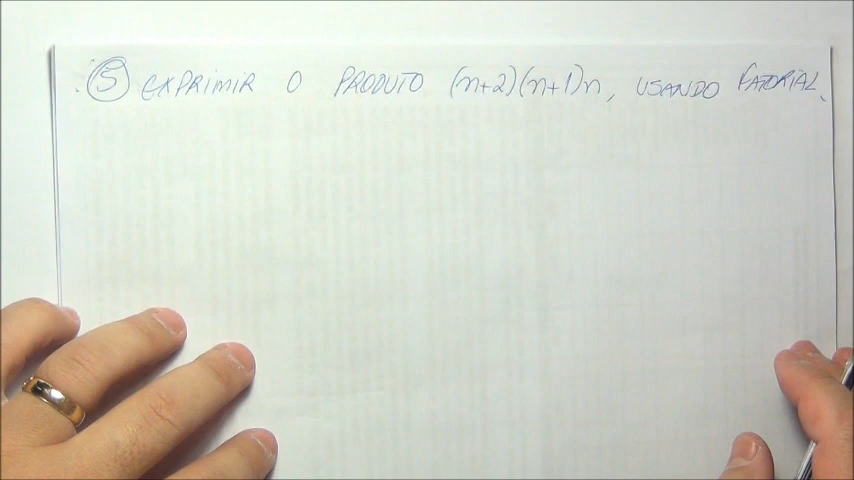 5 EXPRIMIR O PRODUTO (n+2)(n+1)n, USANDO FATORIAL.